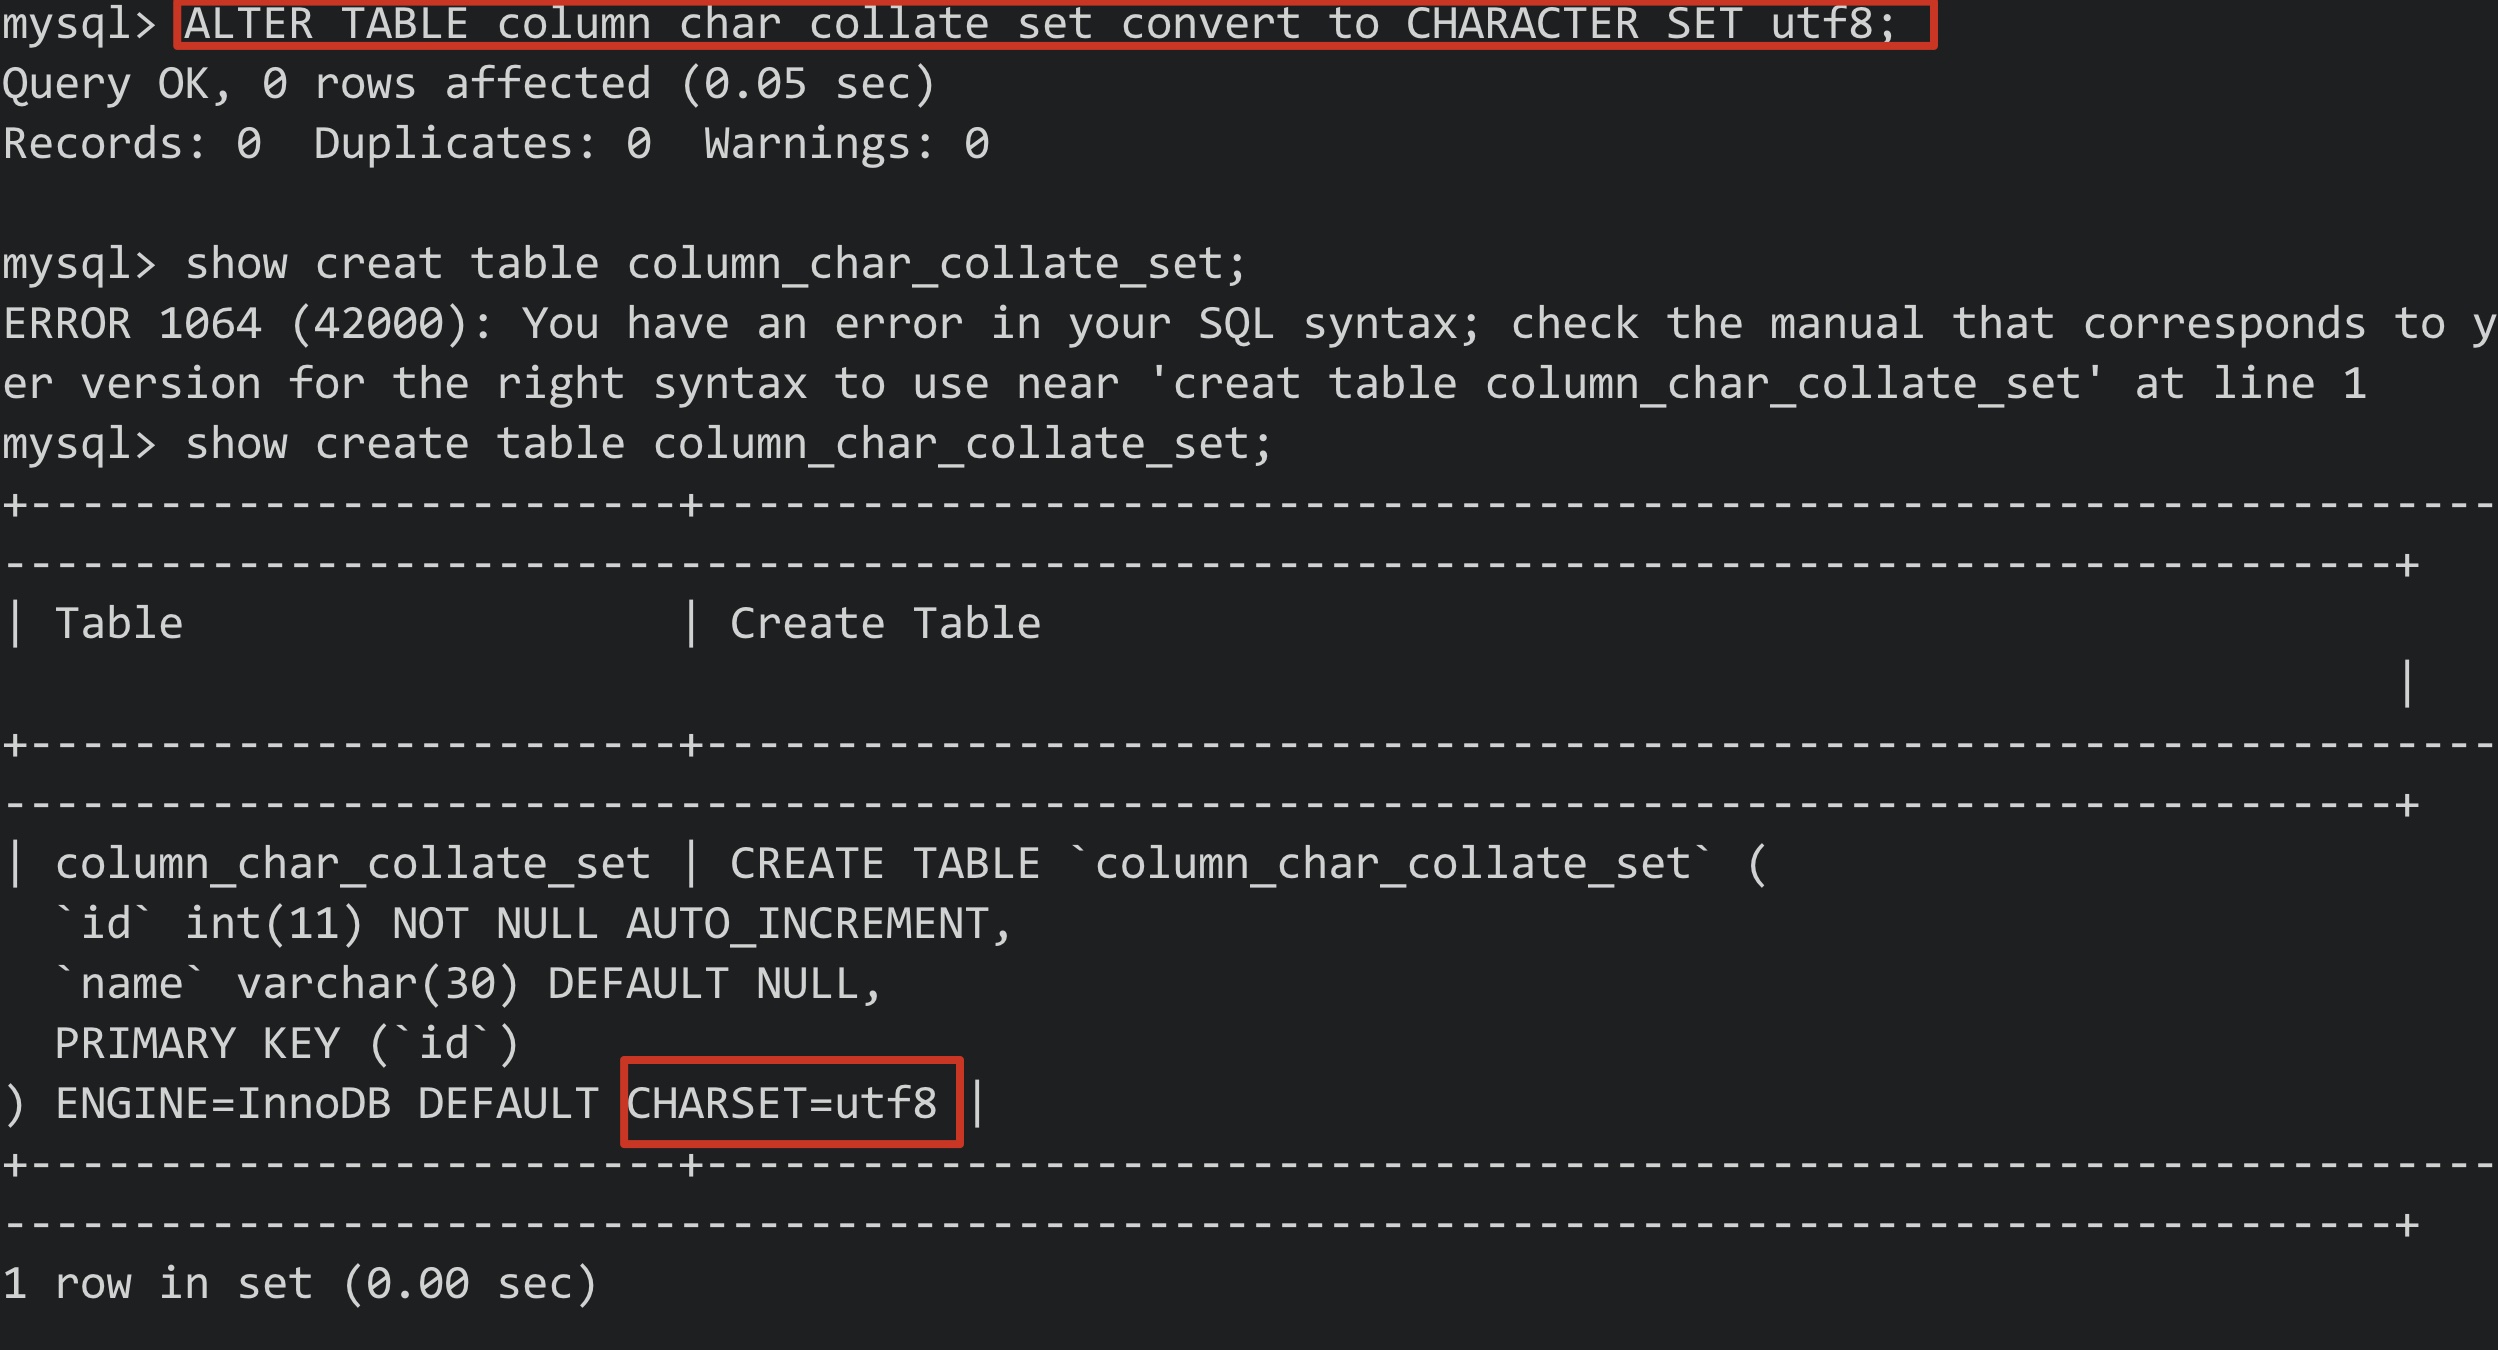 mysql> ALTER TABLE column char collate set convert to CHARACTER SET utf8;
Query OK, 0 rows affected (0.05 sec)
Records: 0  Duplicates: 0  Warnings: 0
mysql> show creat table column_char_collate_set;
ERROR 1064 (42000): You have an error in your SQL syntax; check the manual that corresponds to y
er version for the right syntax to use near 'creat table column_char_collate_set' at line 1
mysql> show create table column_char_collate_set;
+--------------------------+----------------------------------------------------------------------
---------------------------------------------------------------------------------------------+
| Table                    | Create Table
|
+--------------------------+----------------------------------------------------------------------
---------------------------------------------------------------------------------------------+
| column_char_collate_set | CREATE TABLE `column_char_collate_set` (
  `id` int(11) NOT NULL AUTO_INCREMENT,
  `name` varchar(30) DEFAULT NULL,
  PRIMARY KEY (`id`)
) ENGINE=InnoDB DEFAULT CHARSET=utf8 |
+--------------------------+----------------------------------------------------------------------
---------------------------------------------------------------------------------------------+
1 row in set (0.00 sec)